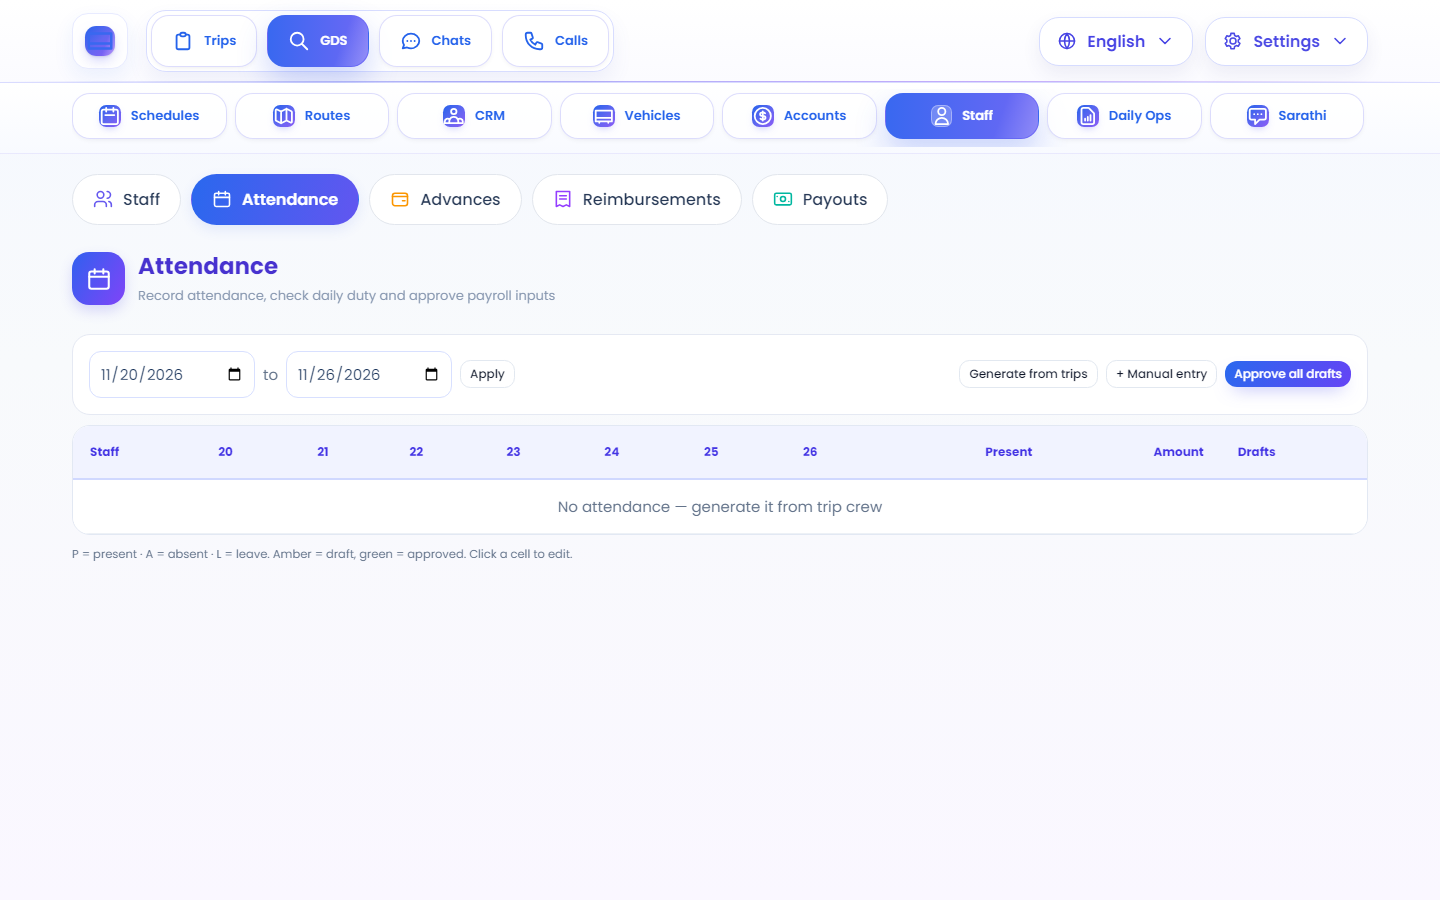 Trips GDS Chats Calls English Settings
Schedules Routes CRM Vehicles Accounts Staff Daily Ops Sarathi
Staff Attendance Advances Reimbursements Payouts
Attendance
Record attendance, check daily duty and approve payroll inputs
11/20/2026 to 11/26/2026 Apply Generate from trips + Manual entry Approve all drafts
Staff 20 21 22 23 24 25 26 Present Amount Drafts
No attendance — generate it from trip crew
P = present · A = absent · L = leave. Amber = draft, green = approved. Click a cell to edit.